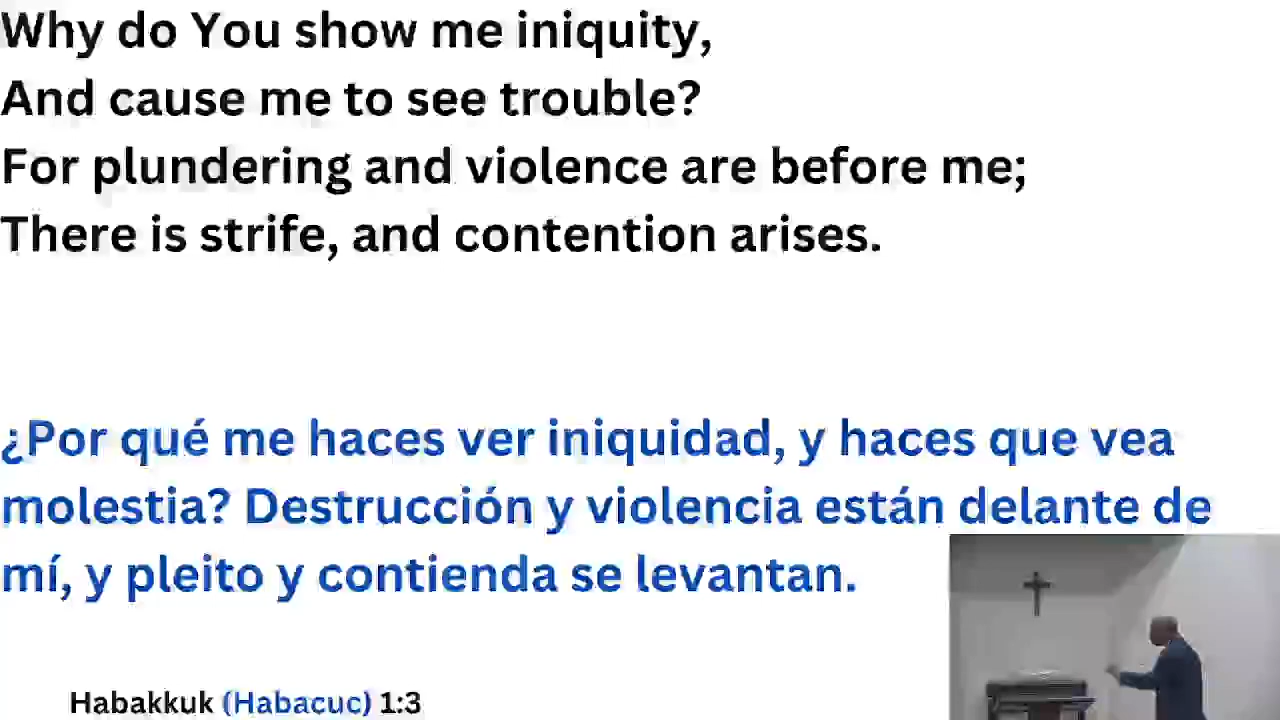 Why do You show me iniquity,
And cause me to see trouble?
For plundering and violence are before me;
There is strife, and contention arises.
¿Por qué me haces ver iniquidad, y haces que vea
molestia? Destrucción y violencia están delante de
mí, y pleito y contienda se levantan.
Habakkuk (Habacuc) 1:3